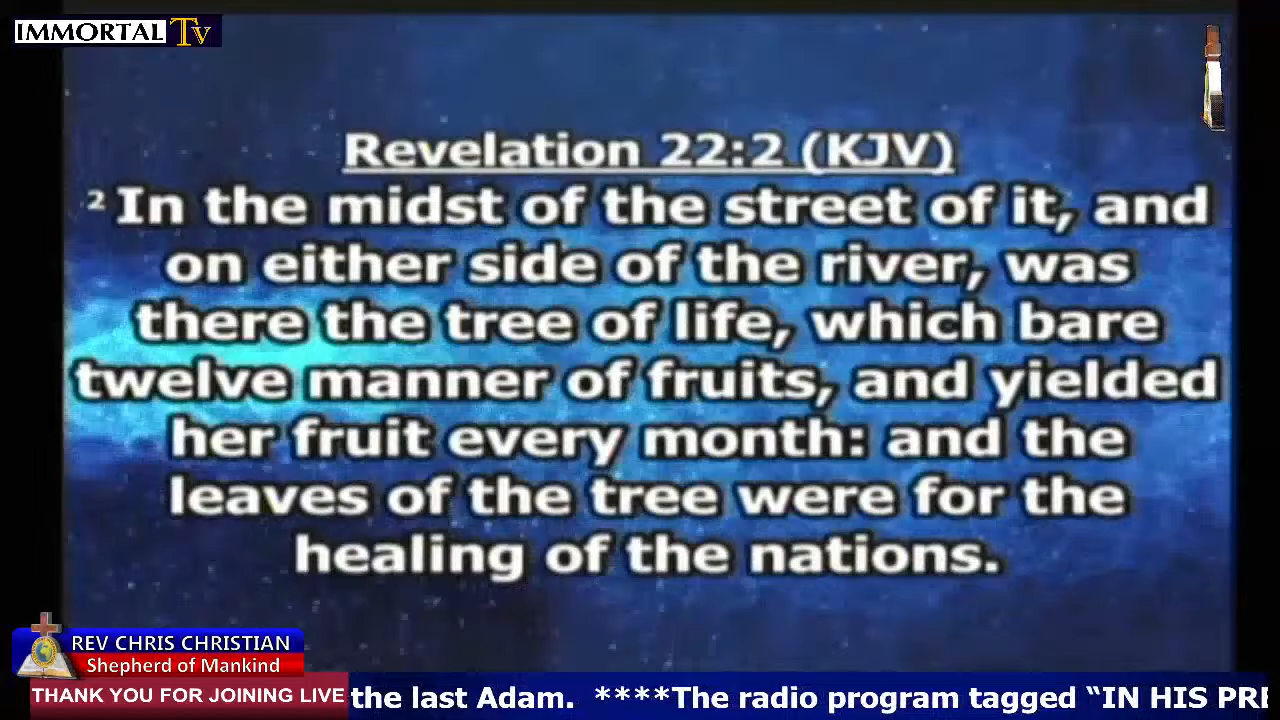 IMMORTAL Tv
Revelation 22:2 (KJV)
2 In the midst of the street of it, and
on either side of the river, was
there the tree of life, which bare
twelve manner of fruits, and yielded
her fruit every month: and the
leaves of the tree were for the
healing of the nations.
REV CHRIS CHRISTIAN
Shepherd of Mankind
THANK YOU FOR JOINING LIVE the last Adam. ****The radio program tagged “IN HIS PRE